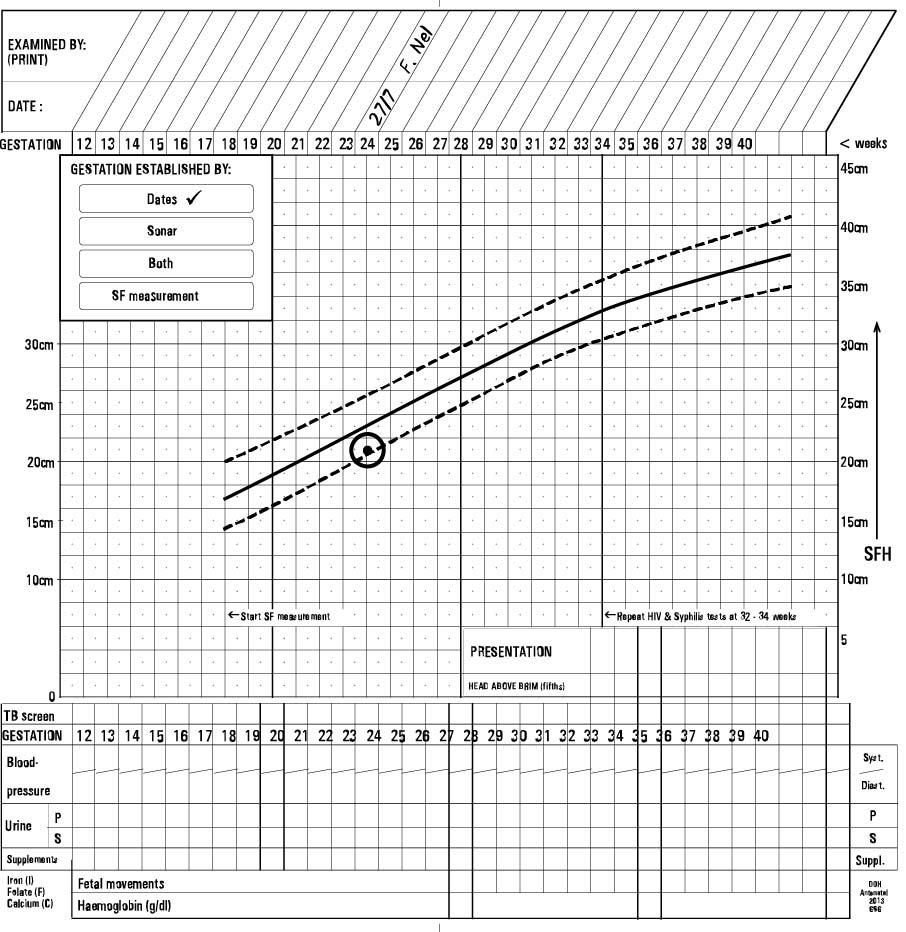 EXAMINED BY:
(PRINT)
F. Nel
DATE :
27/7
GESTATION 12 13 14 15 16 17 18 19 20 21 22 23 24 25 26 27 28 29 30 31 32 33 34 35 36 37 38 39 40 < weeks
GESTATION ESTABLISHED BY:
Dates ✓
Sonar
Both
SF measurement
45cm
40cm
35cm
30cm 30cm
25cm 25cm
20cm 20cm
15cm 15cm
SFH
10cm 10cm
←Start SF measurement ←Repeat HIV & Syphilis tests at 32 - 34 weeks
5
PRESENTATION
HEAD ABOVE BRIM (fifths)
0
TB screen
GESTATION 12 13 14 15 16 17 18 19 20 21 22 23 24 25 26 27 28 29 30 31 32 33 34 35 36 37 38 39 40
Blood- Syst.
pressure Diast.
Urine P P
S S
Supplements Suppl.
Iron (I)
Folate (F)
Calcium (C)
Fetal movements
Haemoglobin (g/dl)
DOH
Antenatal
2013